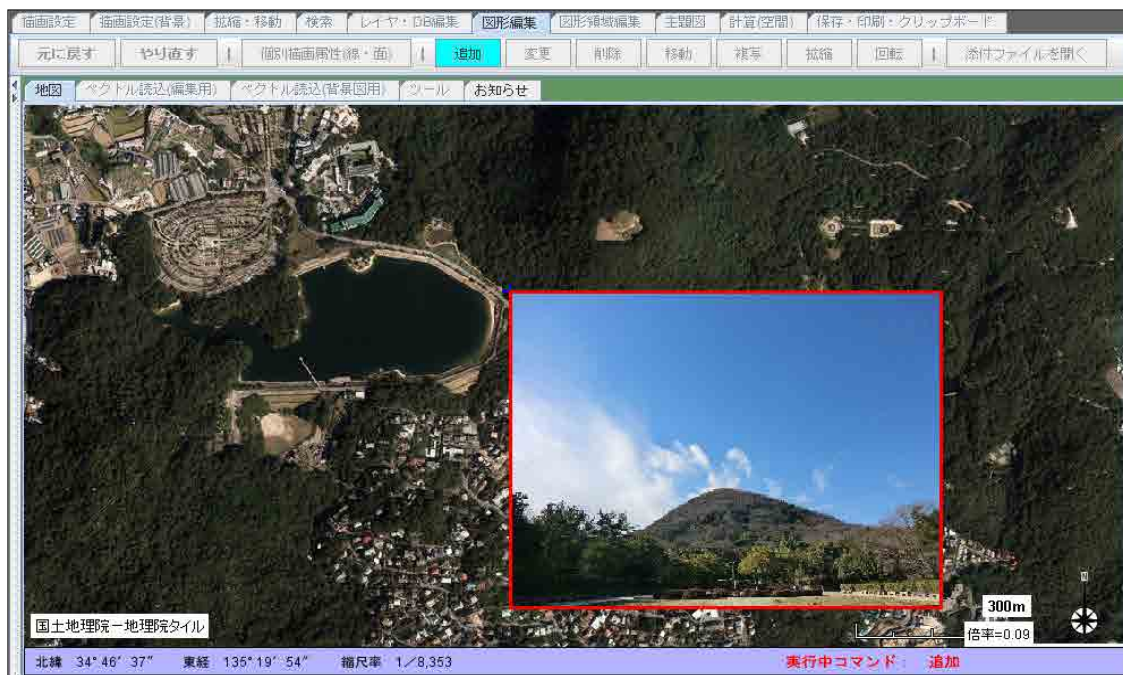 描画設定 描画設定(背景) 拡縮・移動 検索 レイヤ・DB編集 図形編集 図形領域編集 主題図 計算(空間) 保存・印刷・クリップボード
元に戻す やり直す | 個別描画属性(線・面) | 追加 変更 削除 移動 複写 拡縮 回転 | 添付ファイルを開く
地図 ベクトル読込(編集用) ベクトル読込(背景図用) ツール お知らせ
300m
国土地理院ー地理院タイル
倍率=0.09
北緯 34°46′37″ 東経 135°19′54″ 縮尺率 1/8,353 実行中コマンド： 追加